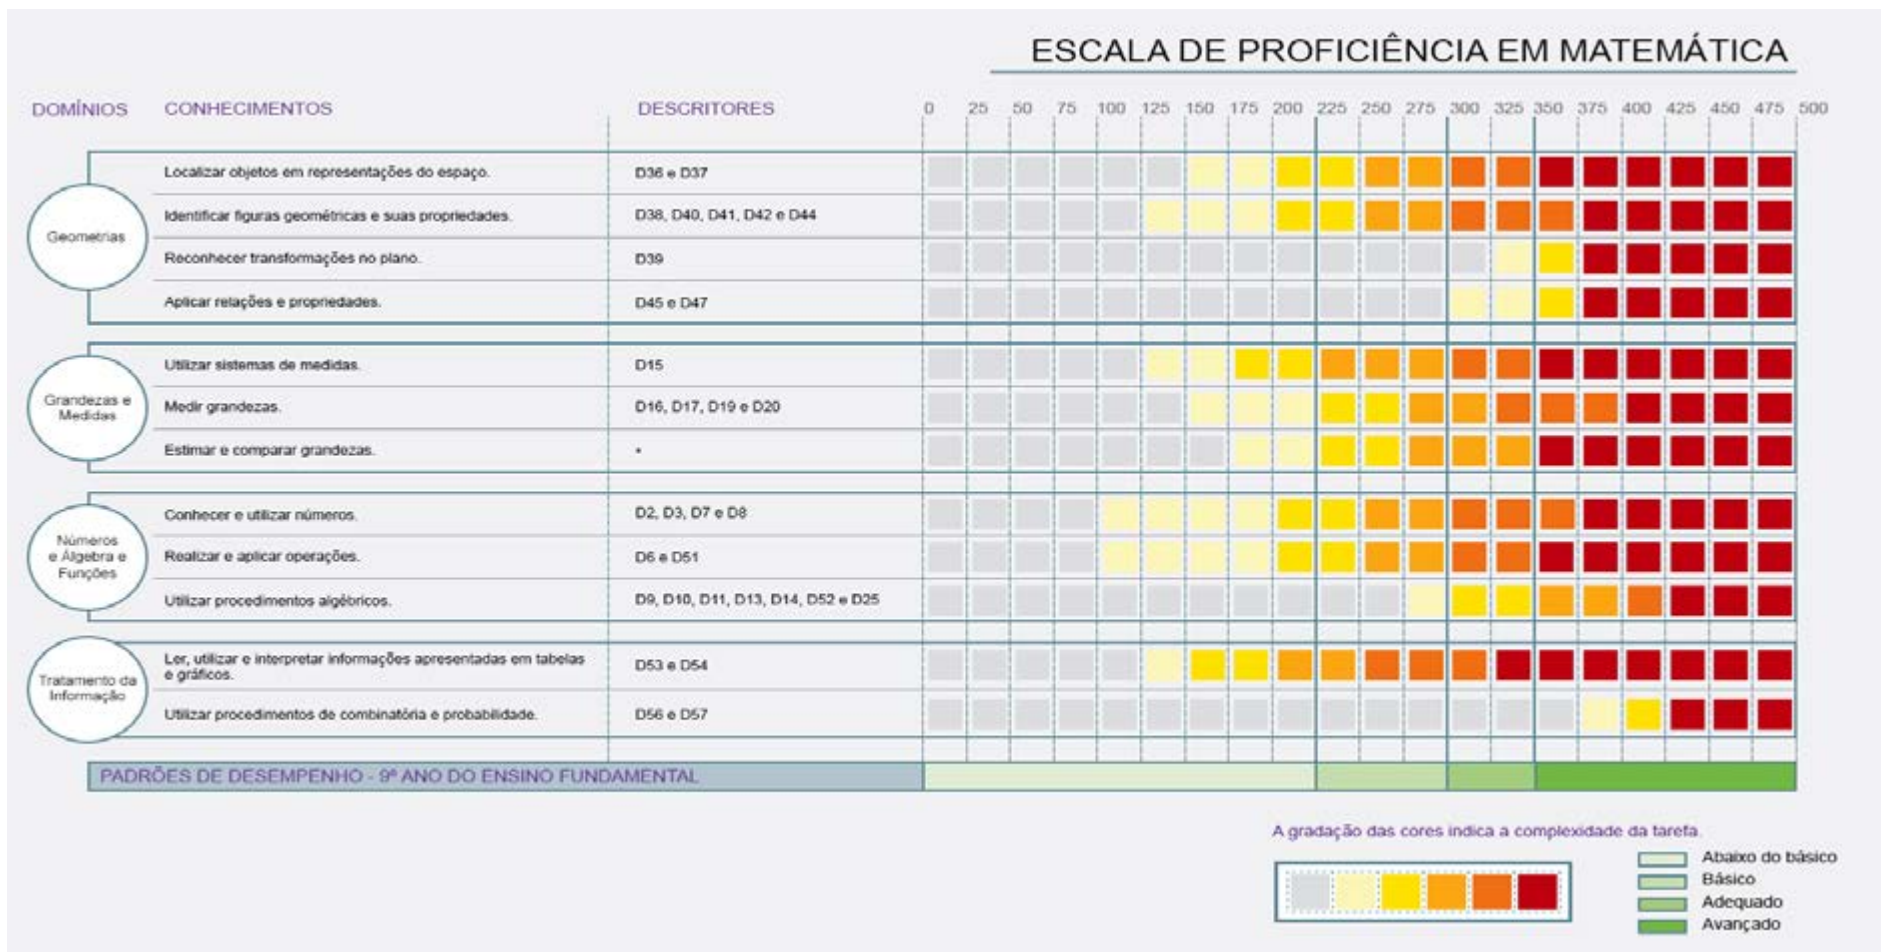 ESCALA DE PROFICIÊNCIA EM MATEMÁTICA
DOMÍNIOS CONHECIMENTOS DESCRITORES 0 25 50 75 100 125 150 175 200 225 250 275 300 325 350 375 400 425 450 475 500
Geometrias
Localizar objetos em representações do espaço. D36 e D37
Identificar figuras geométricas e suas propriedades. D38, D40, D41, D42 e D44
Reconhecer transformações no plano. D39
Aplicar relações e propriedades. D45 e D47
Grandezas e
Medidas
Utilizar sistemas de medidas. D15
Medir grandezas. D16, D17, D19 e D20
Estimar e comparar grandezas. *
Números
e Álgebra e
Funções
Conhecer e utilizar números. D2, D3, D7 e D8
Realizar e aplicar operações. D6 e D51
Utilizar procedimentos algébricos. D9, D10, D11, D13, D14, D52 e D25
Tratamento da
Informação
Ler, utilizar e interpretar informações apresentadas em tabelas
e gráficos. D53 e D54
Utilizar procedimentos de combinatória e probabilidade. D56 e D57
PADRÕES DE DESEMPENHO - 9º ANO DO ENSINO FUNDAMENTAL
A gradação das cores indica a complexidade da tarefa.
Abaixo do básico
Básico
Adequado
Avançado